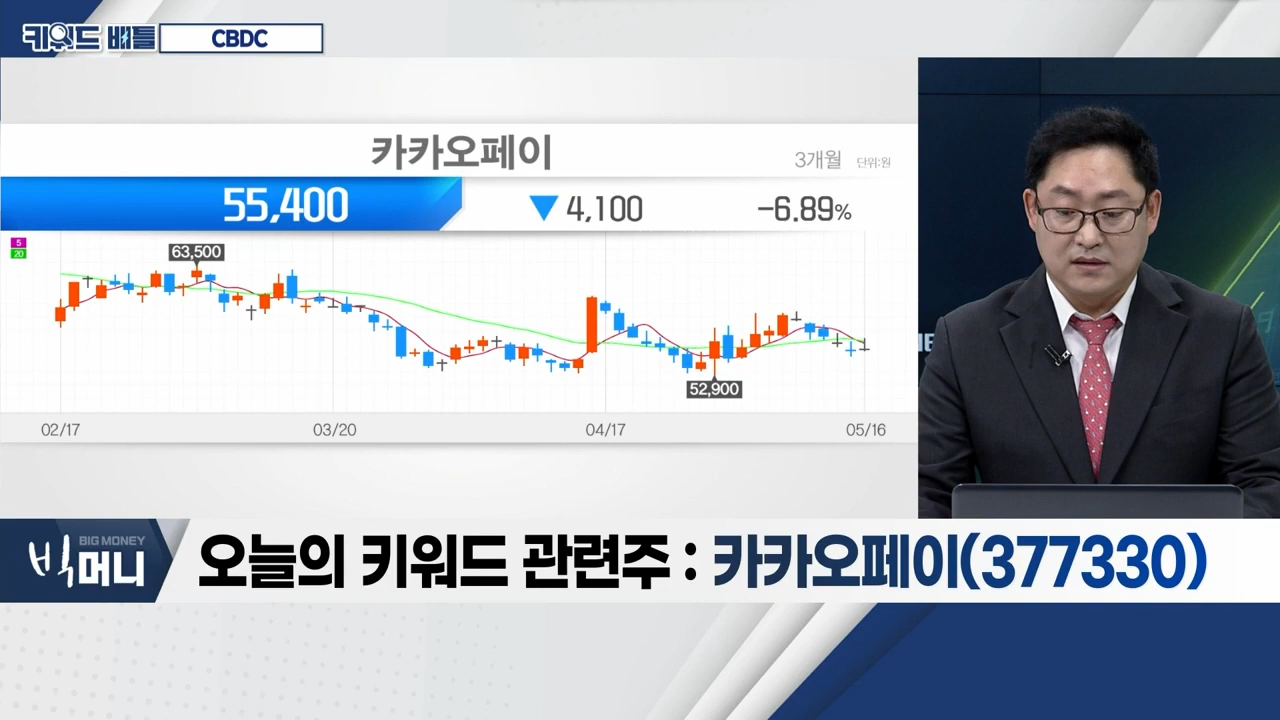 키워드 배틀
CBDC
카카오페이
3개월 단위:원
55,400 ▼ 4,100 -6.89%
5
20
63,500
52,900
02/17 03/20 04/17 05/16
BIG MONEY
빅머니
오늘의 키워드 관련주 : 카카오페이(377330)